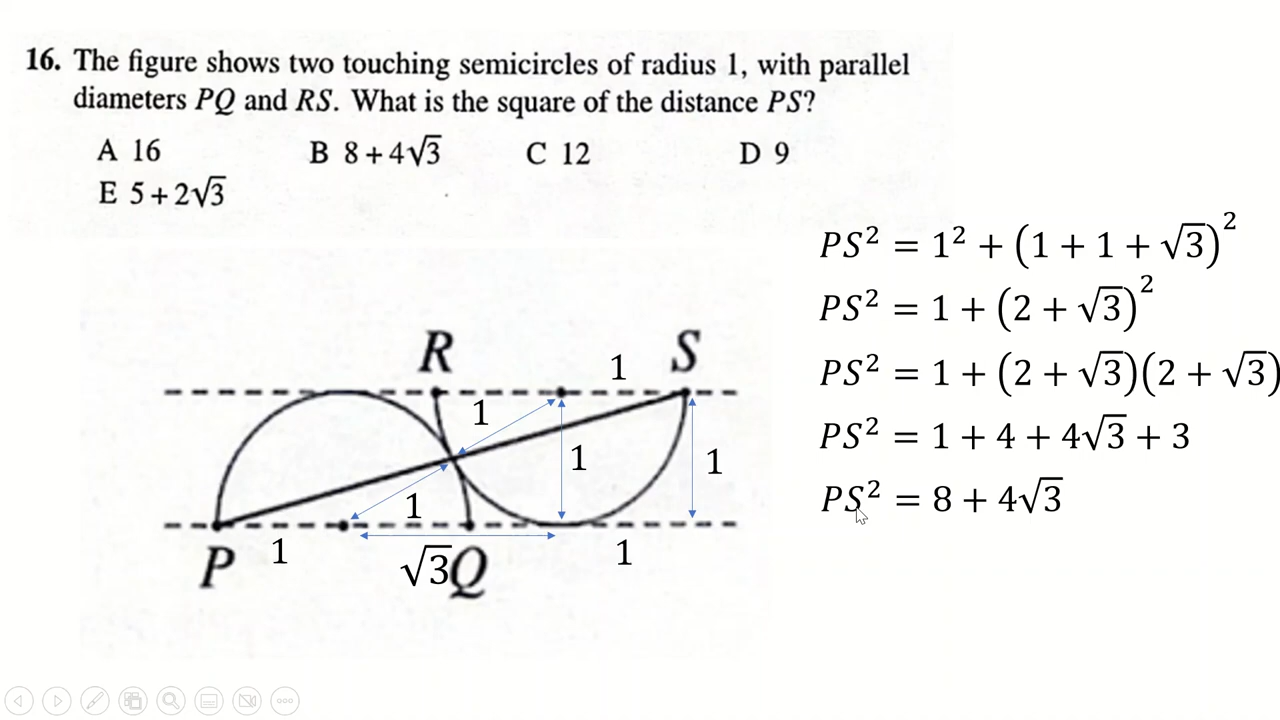 16. The figure shows two touching semicircles of radius 1, with parallel
diameters PQ and RS. What is the square of the distance PS?
A 16 B 8 + 4√3 C 12 D 9
E 5 + 2√3
R 1 S
1
1 1
1
P 1 √3 Q 1
PS² = 1² + (1 + 1 + √3)²
PS² = 1 + (2 + √3)²
PS² = 1 + (2 + √3)(2 + √3)
PS² = 1 + 4 + 4√3 + 3
PS² = 8 + 4√3